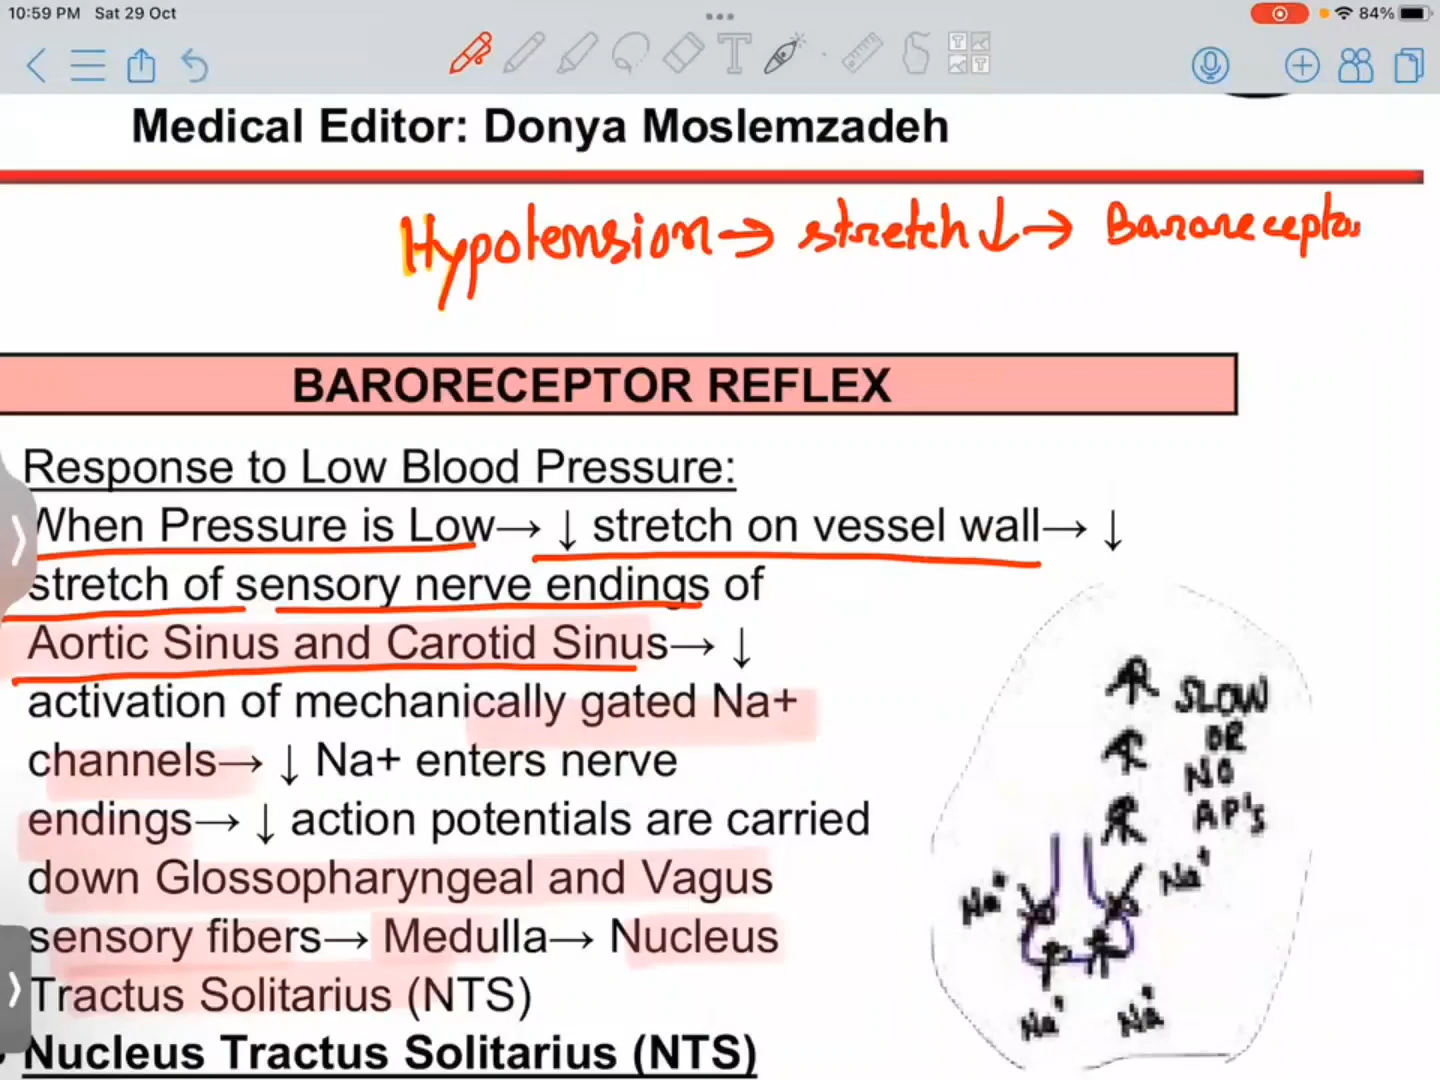 10:59 PM Sat 29 Oct
84%
Medical Editor: Donya Moslemzadeh
Hypotension → stretch ↓ → Baroreceptor
BARORECEPTOR REFLEX
Response to Low Blood Pressure:
When Pressure is Low→ ↓ stretch on vessel wall→ ↓
stretch of sensory nerve endings of
Aortic Sinus and Carotid Sinus→ ↓
activation of mechanically gated Na+
channels→ ↓ Na+ enters nerve
endings→ ↓ action potentials are carried
down Glossopharyngeal and Vagus
sensory fibers→ Medulla→ Nucleus
Tractus Solitarius (NTS)
Nucleus Tractus Solitarius (NTS)
SLOW
OR
NO
AP's
Na+
Na+
Na+
Na+